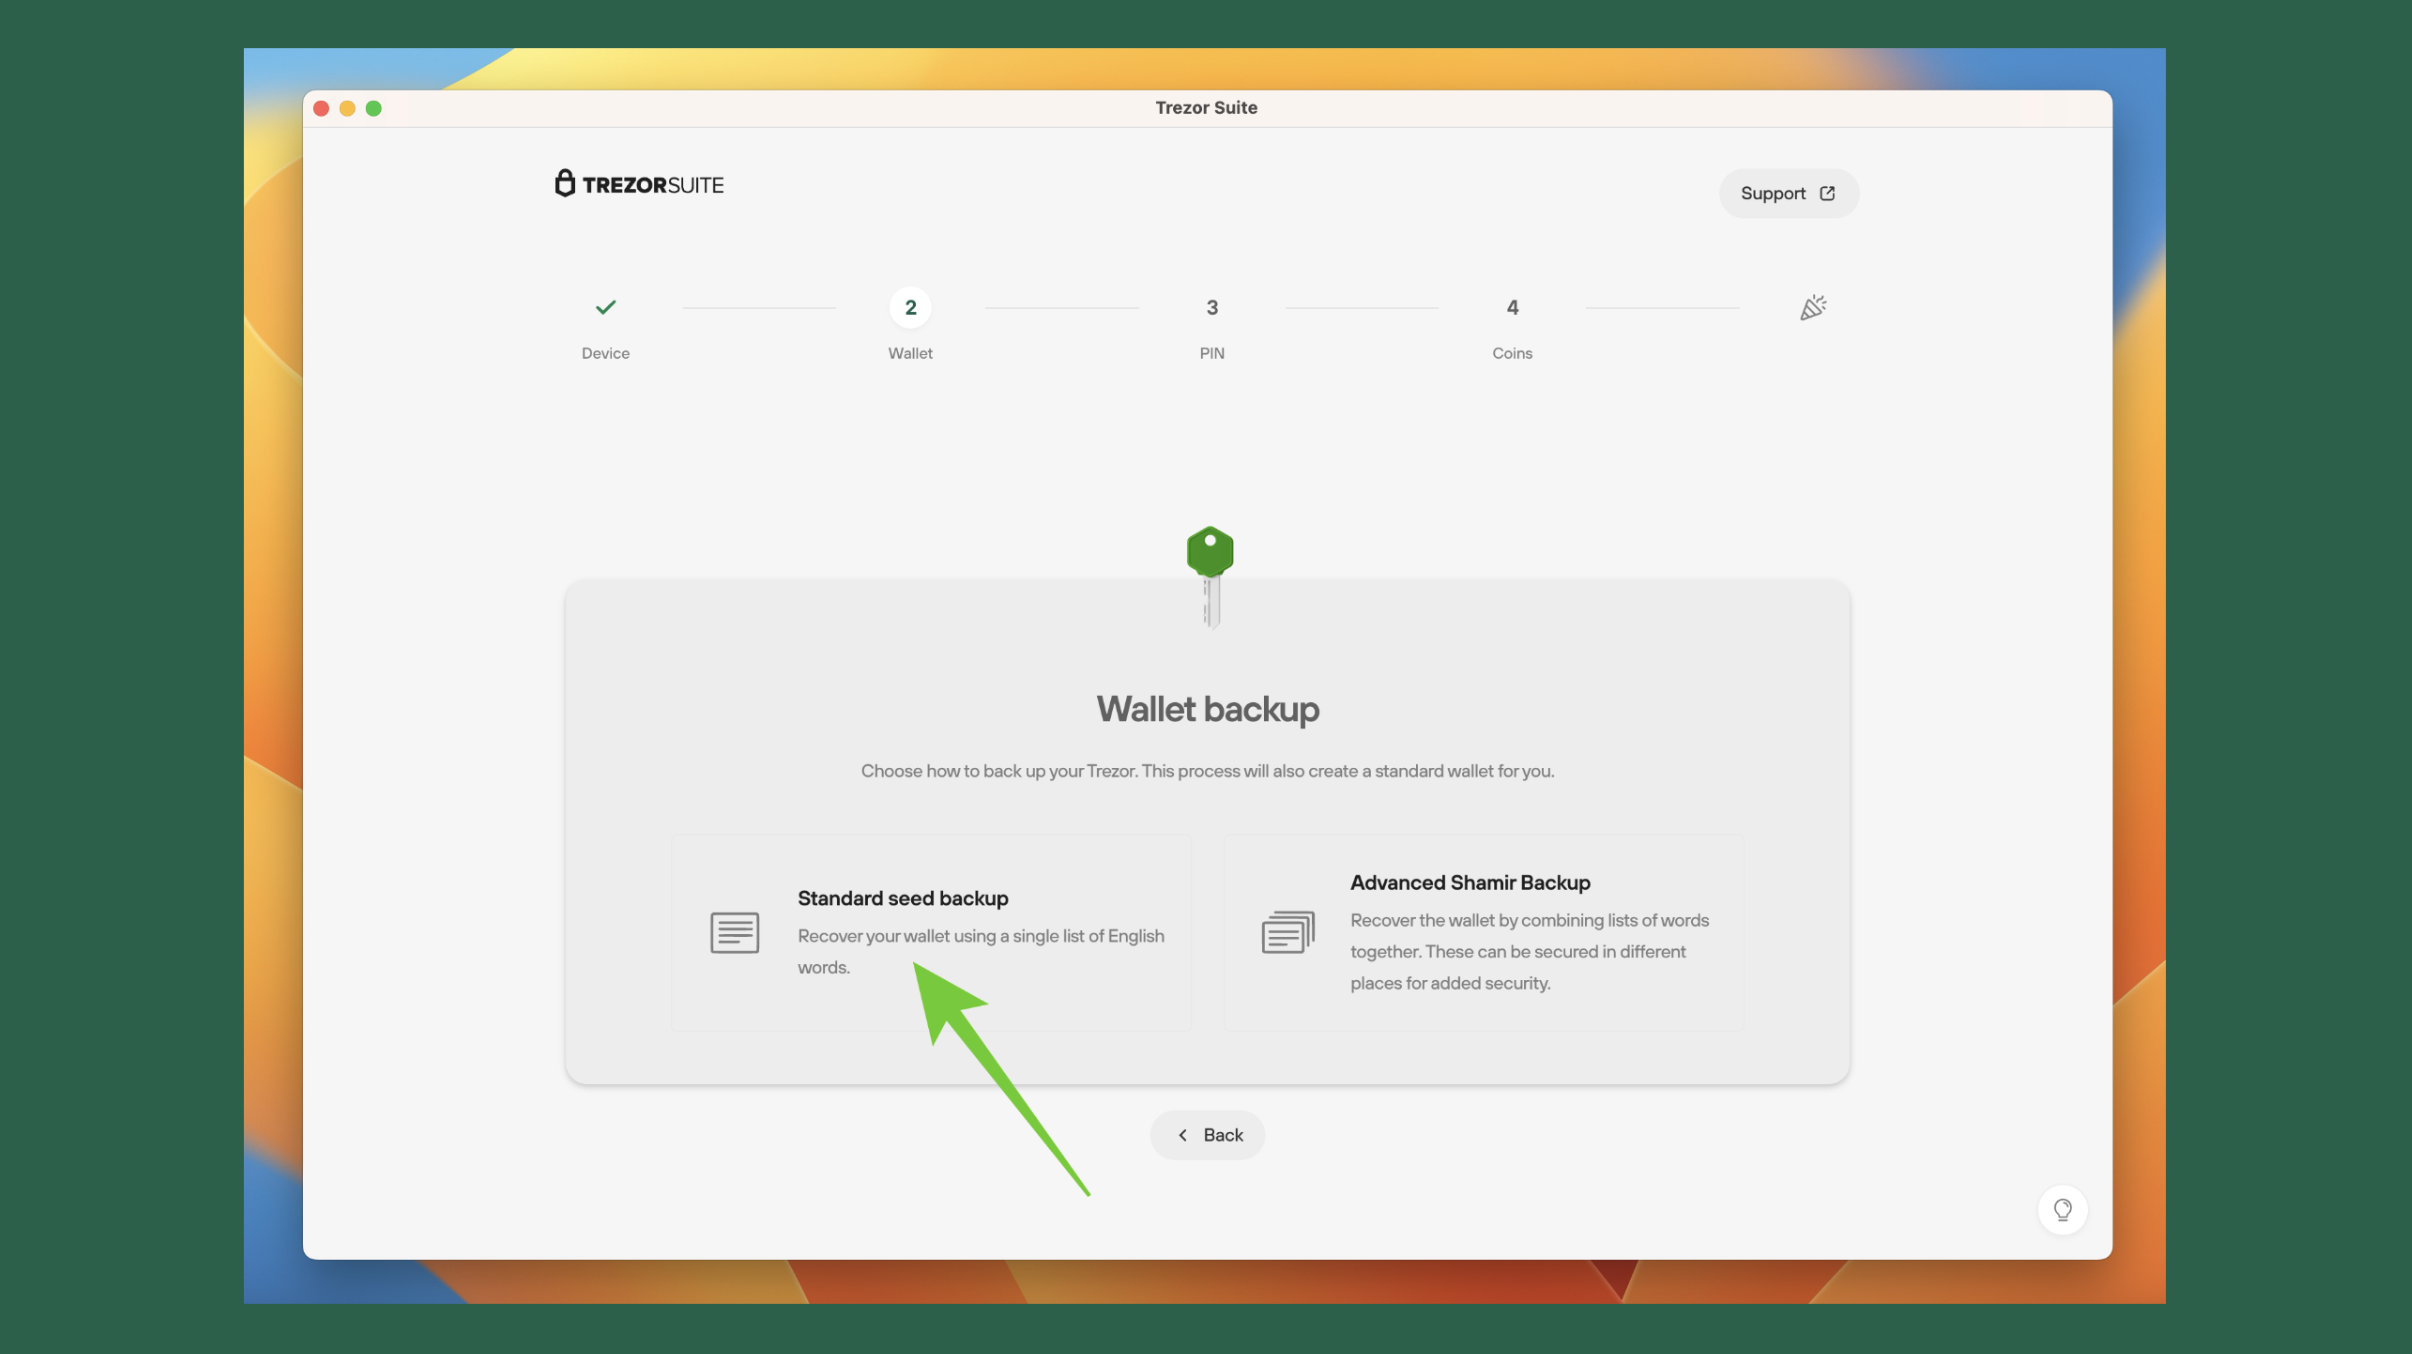 Trezor Suite
TREZOR SUITE
Support
2
3
4
Device
Wallet
PIN
Coins
Wallet backup
Choose how to back up your Trezor. This process will also create a standard wallet for you.
Standard seed backup
Recover your wallet using a single list of English
words.
Advanced Shamir Backup
Recover the wallet by combining lists of words
together. These can be secured in different
places for added security.
Back